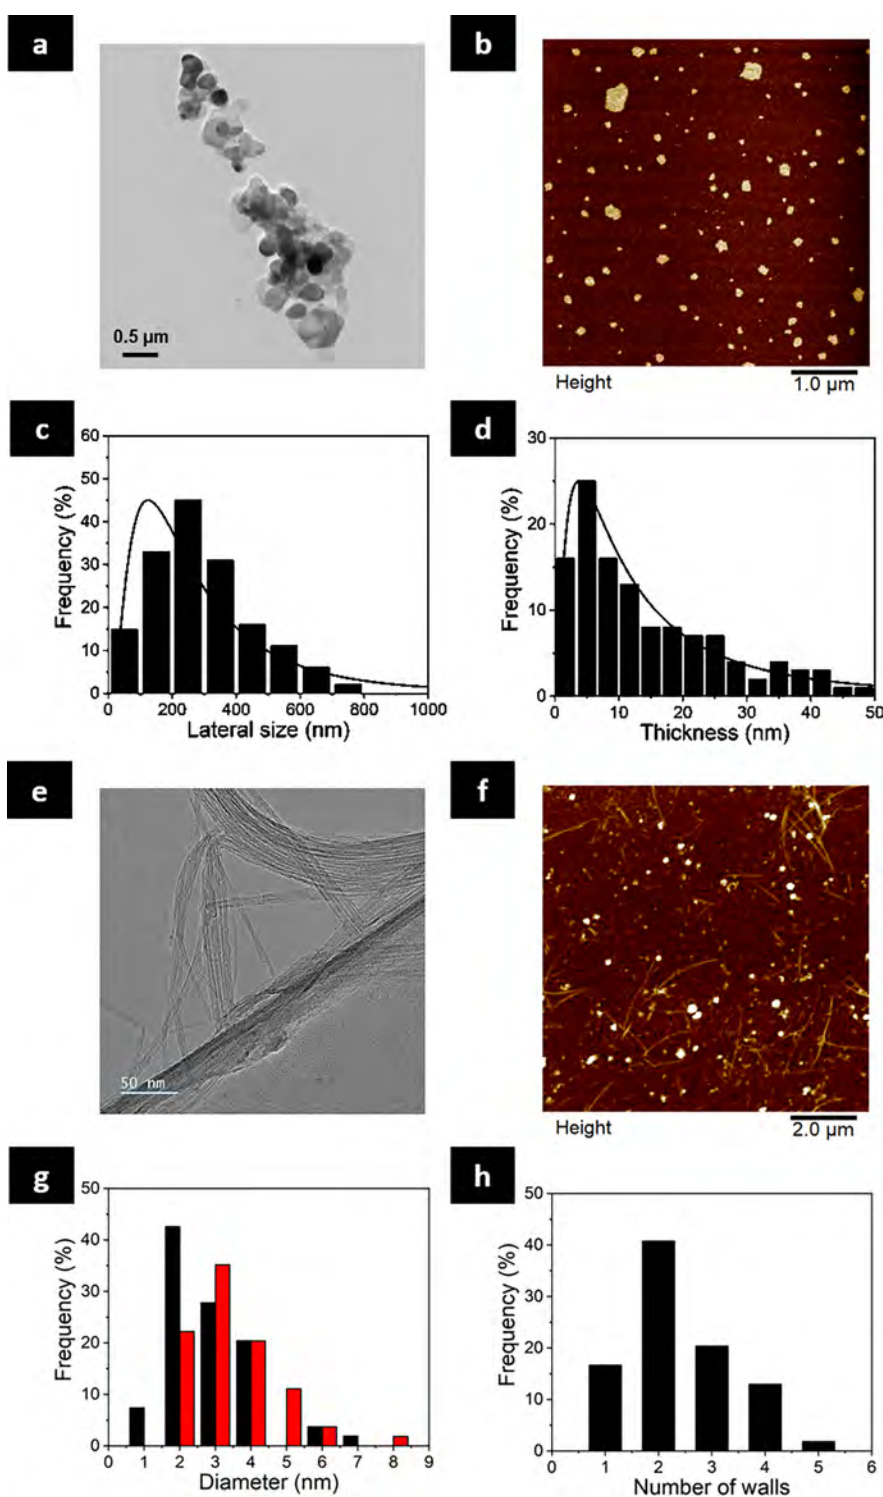 a
b
0.5 µm
Height
1.0 µm
c
d
60
50
40
30
20
10
0
Frequency (%)
0 200 400 600 800 1000
Lateral size (nm)
30
25
20
15
10
5
0
Frequency (%)
0 10 20 30 40 50
Thickness (nm)
e
f
50 nm
Height
2.0 µm
g
h
50
40
30
20
10
0
Frequency (%)
0 1 2 3 4 5 6 7 8 9
Diameter (nm)
50
40
30
20
10
0
Frequency (%)
0 1 2 3 4 5 6
Number of walls